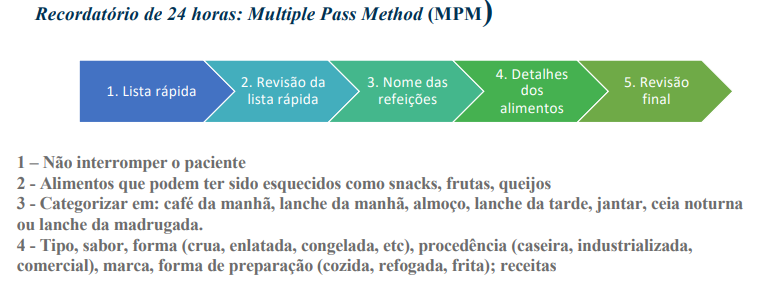 Recordatório de 24 horas: Multiple Pass Method (MPM)
1. Lista rápida
2. Revisão da
lista rápida
3. Nome das
refeições
4. Detalhes
dos
alimentos
5. Revisão
final
1 – Não interromper o paciente
2 - Alimentos que podem ter sido esquecidos como snacks, frutas, queijos
3 - Categorizar em: café da manhã, lanche da manhã, almoço, lanche da tarde, jantar, ceia noturna
ou lanche da madrugada.
4 - Tipo, sabor, forma (crua, enlatada, congelada, etc), procedência (caseira, industrializada,
comercial), marca, forma de preparação (cozida, refogada, frita); receitas